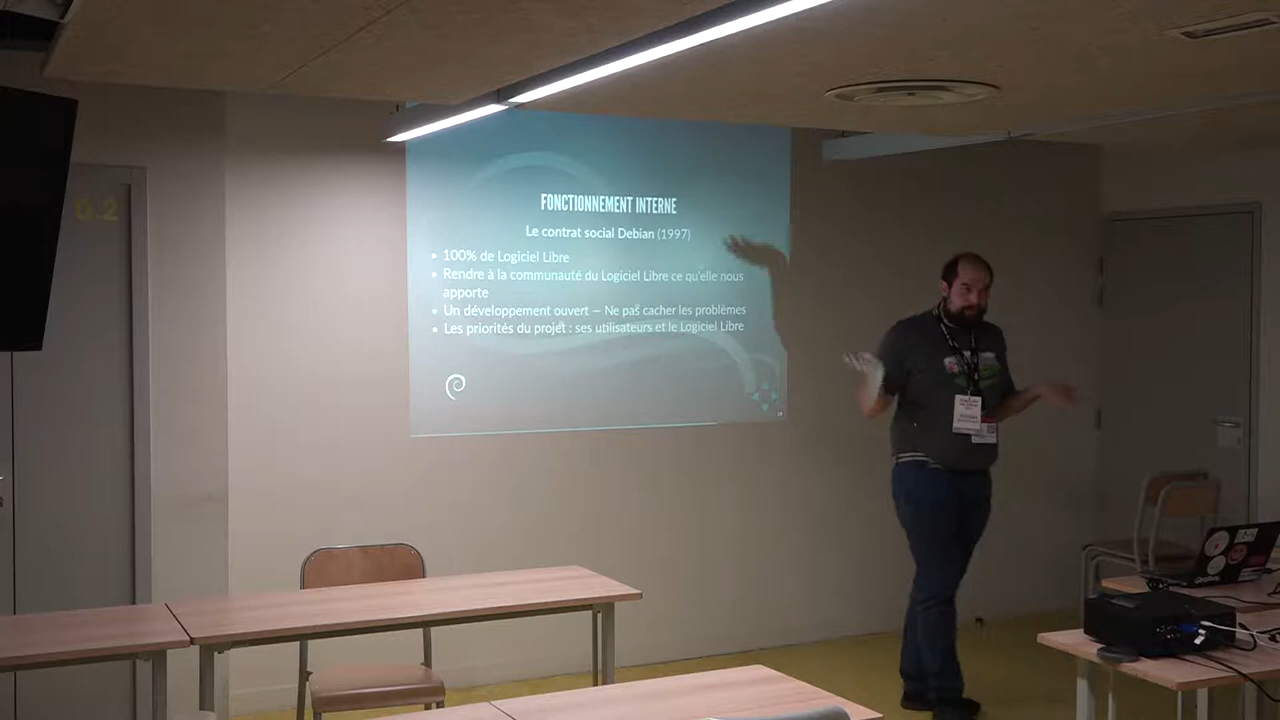 0.2
FONCTIONNEMENT INTERNE
Le contrat social Debian (1997)
• 100% de Logiciel Libre
• Rendre à la communauté du Logiciel Libre ce qu'elle nous
apporte
• Un développement ouvert – Ne pas cacher les problèmes
• Les priorités du projet : ses utilisateurs et le Logiciel Libre